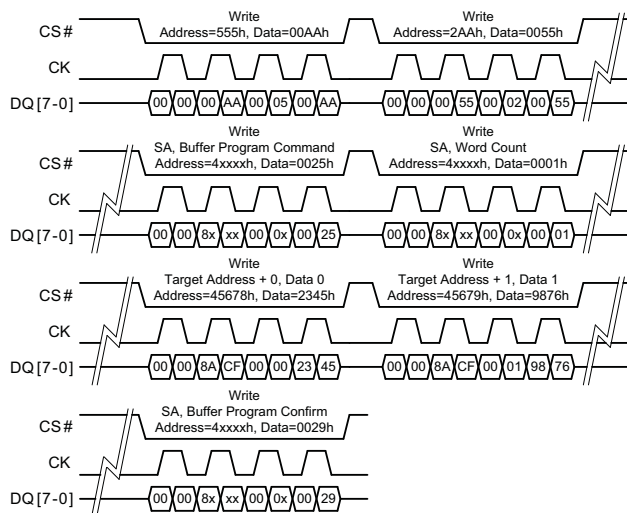 Write Write
CS# Address=555h, Data=00AAh Address=2AAh, Data=0055h
CK
DQ[7-0] 00 00 00 AA 00 05 00 AA 00 00 00 55 00 02 00 55
Write Write
SA, Buffer Program Command SA, Word Count
CS# Address=4xxxxh, Data=0025h Address=4xxxxh, Data=0001h
CK
DQ[7-0] 00 00 8x xx 00 0x 00 25 00 00 8x xx 00 0x 00 01
Write Write
Target Address + 0, Data 0 Target Address + 1, Data 1
CS# Address=45678h, Data=2345h Address=45679h, Data=9876h
CK
DQ[7-0] 00 00 8A CF 00 00 23 45 00 00 8A CF 00 01 98 76
Write
SA, Buffer Program Confirm
CS# Address=4xxxxh, Data=0029h
CK
DQ[7-0] 00 00 8x xx 00 0x 00 29